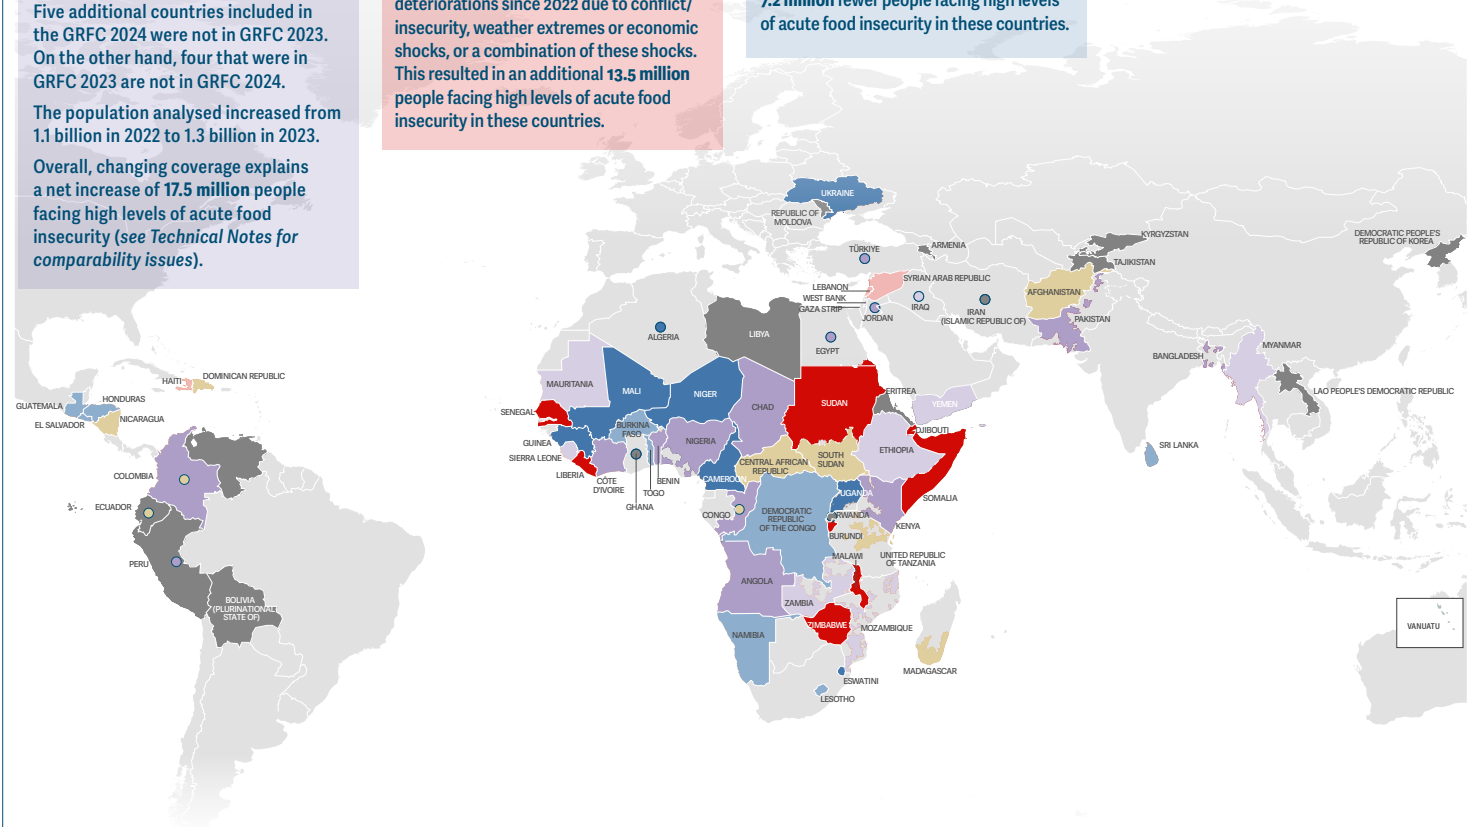 Five additional countries included in
the GRFC 2024 were not in GRFC 2023.
On the other hand, four that were in
GRFC 2023 are not in GRFC 2024.
The population analysed increased from
1.1 billion in 2022 to 1.3 billion in 2023.
Overall, changing coverage explains
a net increase of 17.5 million people
facing high levels of acute food
insecurity (see Technical Notes for
comparability issues).
deteriorations since 2022 due to conflict/
insecurity, weather extremes or economic
shocks, or a combination of these shocks.
This resulted in an additional 13.5 million
people facing high levels of acute food
insecurity in these countries.
7.2 million fewer people facing high levels
of acute food insecurity in these countries.
UKRAINE
REPUBLIC OF
MOLDOVA
TÜRKIYE
ARMENIA
KYRGYZSTAN
TAJIKISTAN
DEMOCRATIC PEOPLE'S
REPUBLIC OF KOREA
LEBANON
SYRIAN ARAB REPUBLIC
WEST BANK
GAZA STRIP
JORDAN
IRAQ
IRAN
(ISLAMIC REPUBLIC OF)
AFGHANISTAN
PAKISTAN
ALGERIA
LIBYA
EGYPT
BANGLADESH
MYANMAR
LAO PEOPLE'S DEMOCRATIC REPUBLIC
SRI LANKA
HAITI
DOMINICAN REPUBLIC
GUATEMALA
HONDURAS
EL SALVADOR
NICARAGUA
COLOMBIA
ECUADOR
PERU
BOLIVIA
(PLURINATIONAL
STATE OF)
MAURITANIA
MALI
NIGER
CHAD
SUDAN
ERITREA
YEMEN
DJIBOUTI
SENEGAL
GUINEA
SIERRA LEONE
LIBERIA
CÔTE
D'IVOIRE
BURKINA
FASO
GHANA
TOGO
BENIN
NIGERIA
CAMEROON
CENTRAL AFRICAN
REPUBLIC
SOUTH
SUDAN
ETHIOPIA
SOMALIA
CONGO
DEMOCRATIC
REPUBLIC
OF THE CONGO
UGANDA
RWANDA
BURUNDI
KENYA
MALAWI
UNITED REPUBLIC
OF TANZANIA
ANGOLA
ZAMBIA
NAMIBIA
ZIMBABWE
MOZAMBIQUE
MADAGASCAR
ESWATINI
LESOTHO
VANUATU